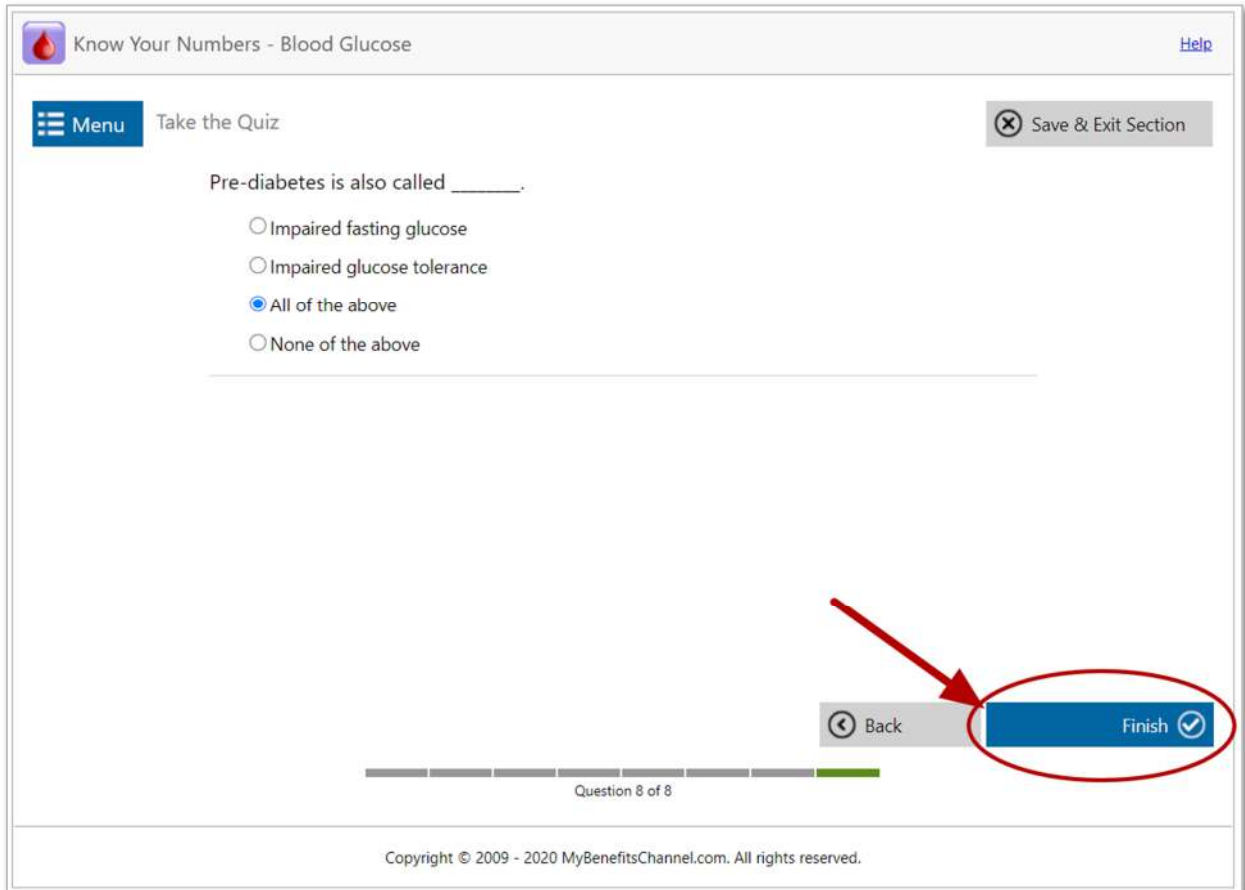 Know Your Numbers - Blood Glucose
Help
Menu
Take the Quiz
Save & Exit Section
Pre-diabetes is also called ________.
Impaired fasting glucose
Impaired glucose tolerance
All of the above
None of the above
Back
Finish
Question 8 of 8
Copyright © 2009 - 2020 MyBenefitsChannel.com. All rights reserved.